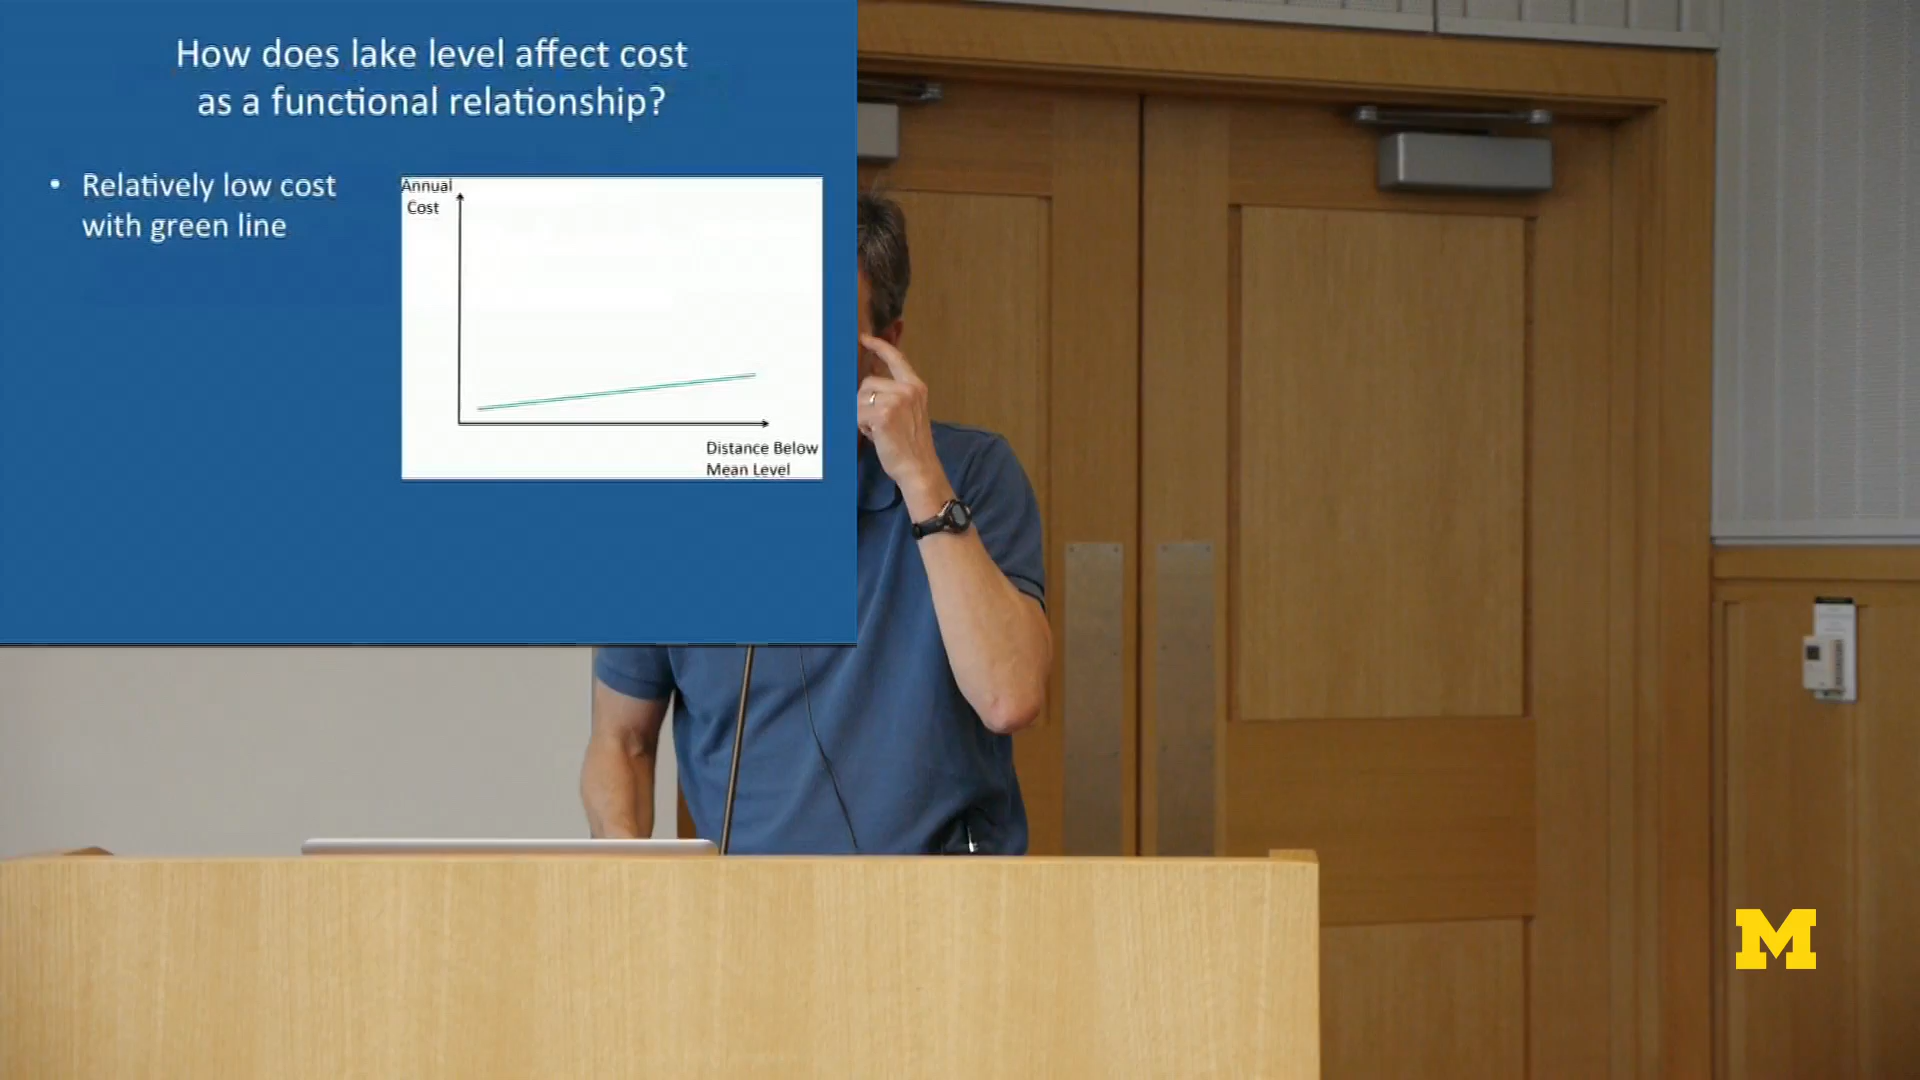 How does lake level affect cost
as a functional relationship?
• Relatively low cost
with green line
Annual
Cost
Distance Below
Mean Level
M